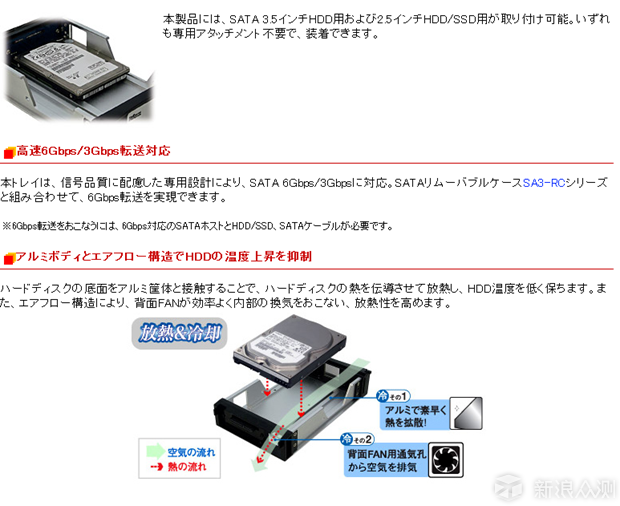 本製品には、SATA 3.5インチHDD用および2.5インチHDD/SSD用が取り付け可能。いずれ
も専用アタッチメント不要で、装着できます。
高速6Gbps/3Gbps転送対応
本トレイは、信号品質に配慮した専用設計により、SATA 6Gbps/3Gbpsに対応。SATAリムーバブルケースSA3-RCシリーズ
と組み合わせて、6Gbps転送を実現できます。
※6Gbps転送をおこなうには、6Gbps対応のSATAホストとHDD/SSD、SATAケーブルが必要です。
アルミボディとエアフロー構造でHDDの温度上昇を抑制
ハードディスクの底面をアルミ筐体と接触することで、ハードディスクの熱を伝導させて放熱し、HDD温度を低く保ちます。ま
た、エアフロー構造により、背面FANが効率よく内部の換気をおこない、放熱性を高めます。
放熱&冷却
冷その1
アルミで素早く
熱を拡散!
冷その2
背面FAN用通気孔
から空気を排気
空気の流れ
熱の流れ
新浪众测